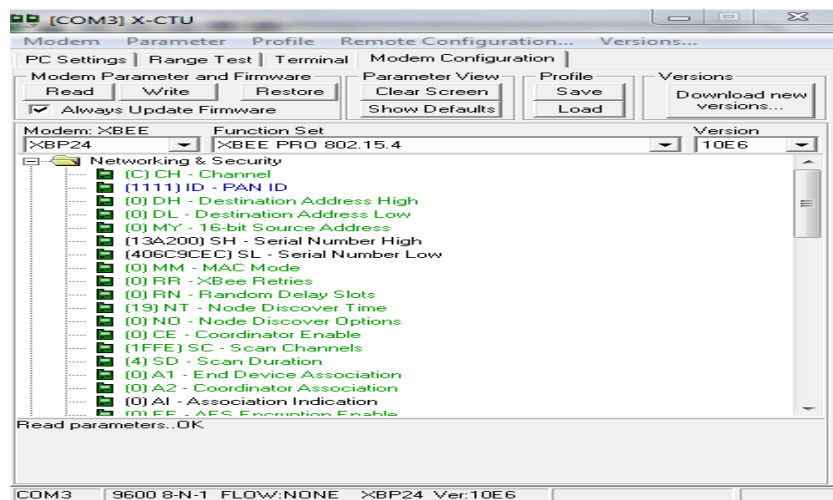 [COM3] X-CTU
Modem Parameter Profile Remote Configuration... Versions...
PC Settings Range Test Terminal Modem Configuration
Modem Parameter and Firmware Parameter View Profile Versions
Read Write Restore Clear Screen Save Download new versions...
Always Update Firmware Show Defaults Load
Modem: XBEE Function Set Version
XBP24 XBEE PRO 802.15.4 10E6
Networking & Security
(C) CH - Channel
(1111) ID - PAN ID
(0) DH - Destination Address High
(0) DL - Destination Address Low
(0) MY - 16-bit Source Address
(13A200) SH - Serial Number High
(406C9CEC) SL - Serial Number Low
(0) MM - MAC Mode
(0) RR - XBee Retries
(0) RN - Random Delay Slots
(19) NT - Node Discover Time
(0) NO - Node Discover Options
(0) CE - Coordinator Enable
(1FFE) SC - Scan Channels
(4) SD - Scan Duration
(0) A1 - End Device Association
(0) A2 - Coordinator Association
(0) AI - Association Indication
(0) EE - AES Encryption Enable
Read parameters..OK
COM3 9600 8-N-1 FLOW:NONE XBP24 Ver:10E6